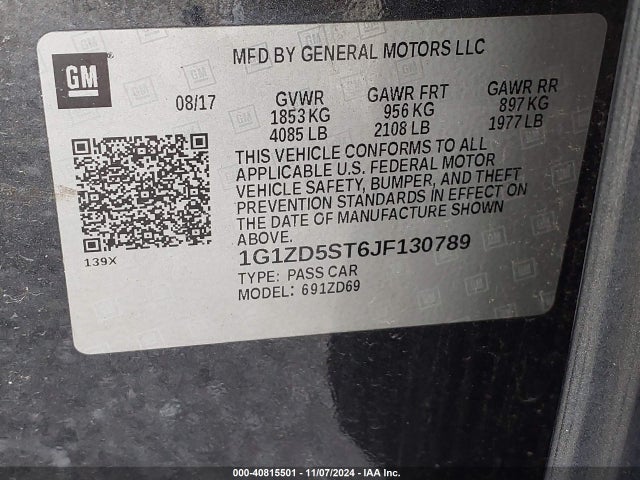 GM
MFD BY GENERAL MOTORS LLC
08/17
GVWR GAWR FRT GAWR RR
1853 KG 956 KG 897 KG
4085 LB 2108 LB 1977 LB
THIS VEHICLE CONFORMS TO ALL
APPLICABLE U.S. FEDERAL MOTOR
VEHICLE SAFETY, BUMPER, AND THEFT
PREVENTION STANDARDS IN EFFECT ON
THE DATE OF MANUFACTURE SHOWN
ABOVE.
139X
1G1ZD5ST6JF130789
TYPE: PASS CAR
MODEL: 691ZD69
000-40815501 - 11/07/2024 - IAA Inc.